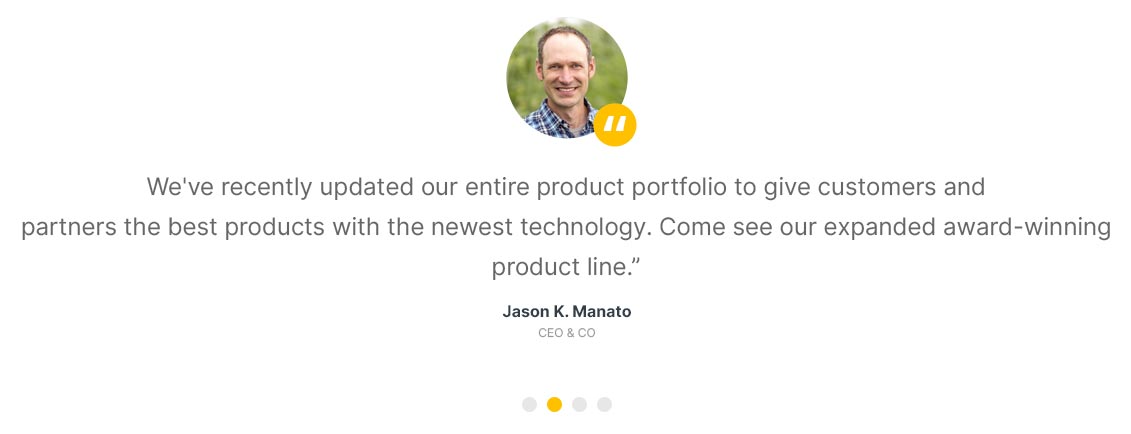 We've recently updated our entire product portfolio to give customers and
partners the best products with the newest technology. Come see our expanded award-winning
product line.”
Jason K. Manato
CEO & CO